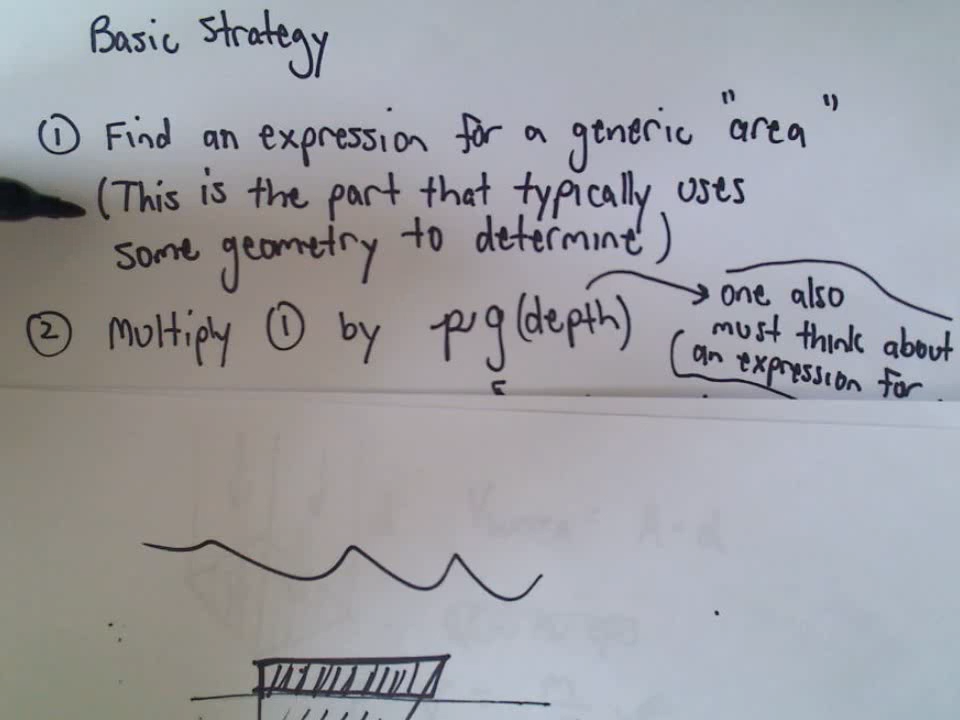 Basic Strategy
① Find an expression for a generic "area"
(This is the part that typically uses
some geometry to determine)
② Multiply ① by ρg(depth) → one also
must think about
(an expression for